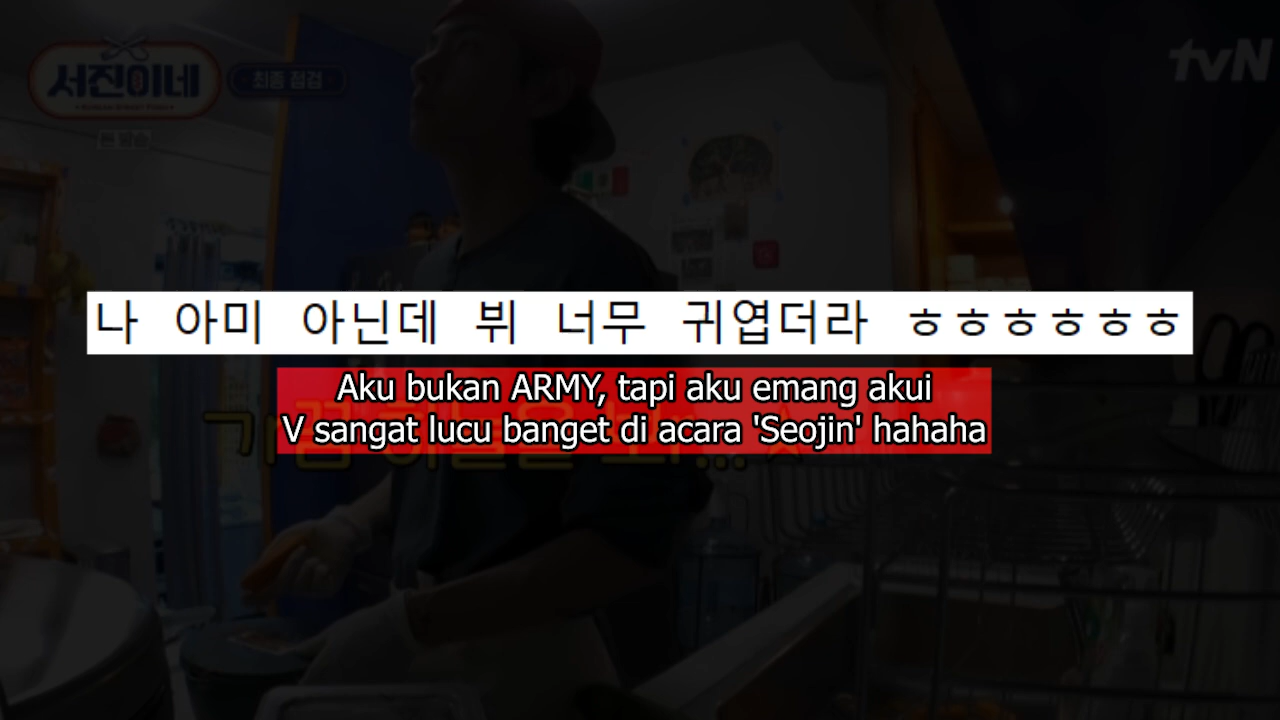 서진이네
최종 점검
tvN
나 아미 아닌데 뷔 너무 귀엽더라 ㅎㅎㅎㅎㅎㅎ
Aku bukan ARMY, tapi aku emang akui
V sangat lucu banget di acara 'Seojin' hahaha